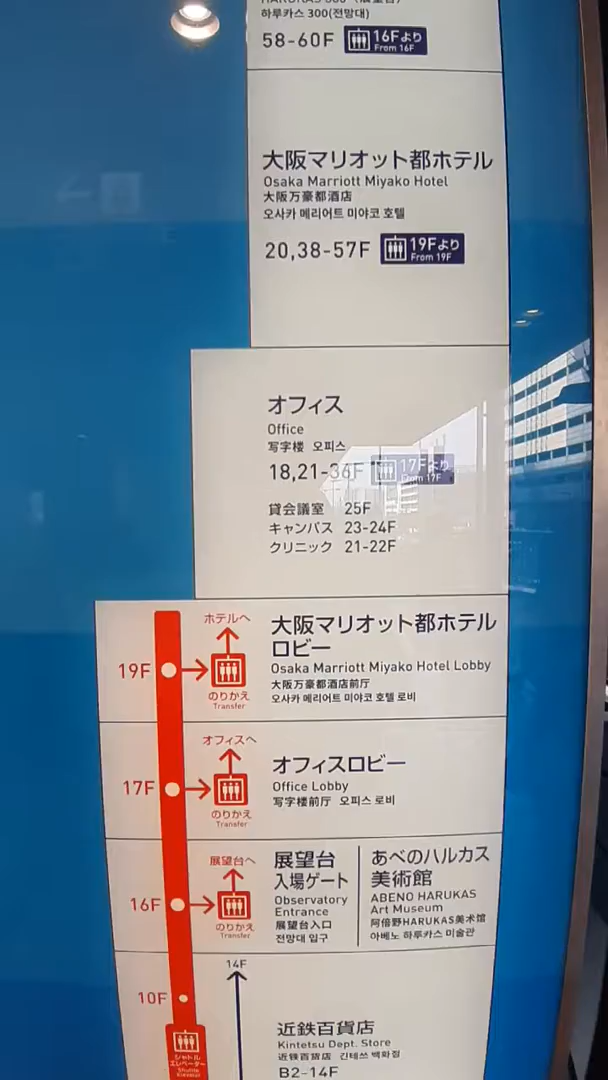 하루카스 300(전망대)
58-60F 16Fより
From 16F
大阪マリオット都ホテル
Osaka Marriott Miyako Hotel
大阪万豪都酒店
오사카 메리어트 미야코 호텔
20,38-57F 19Fより
From 19F
オフィス
Office
写字楼 오피스
18,21-36F 17Fより
From 17F
貸会議室 25F
キャンパス 23-24F
クリニック 21-22F
ホテルへ
19F
のりかえ
Transfer
大阪マリオット都ホテル
ロビー
Osaka Marriott Miyako Hotel Lobby
大阪万豪都酒店前厅
오사카 메리어트 미야코 호텔 로비
オフィスへ
17F
のりかえ
Transfer
オフィスロビー
Office Lobby
写字楼前厅 오피스 로비
展望台へ
16F
のりかえ
Transfer
展望台
入場ゲート
Observatory
Entrance
展望台入口
전망대 입구
あべのハルカス
美術館
ABENO HARUKAS
Art Museum
阿倍野HARUKAS美术馆
아베노 하루카스 미술관
14F
10F
シャトル
エレベーター
Shuttle
Elevator
近鉄百貨店
Kintetsu Dept. Store
近铁百货店 긴테쓰 백화점
B2-14F